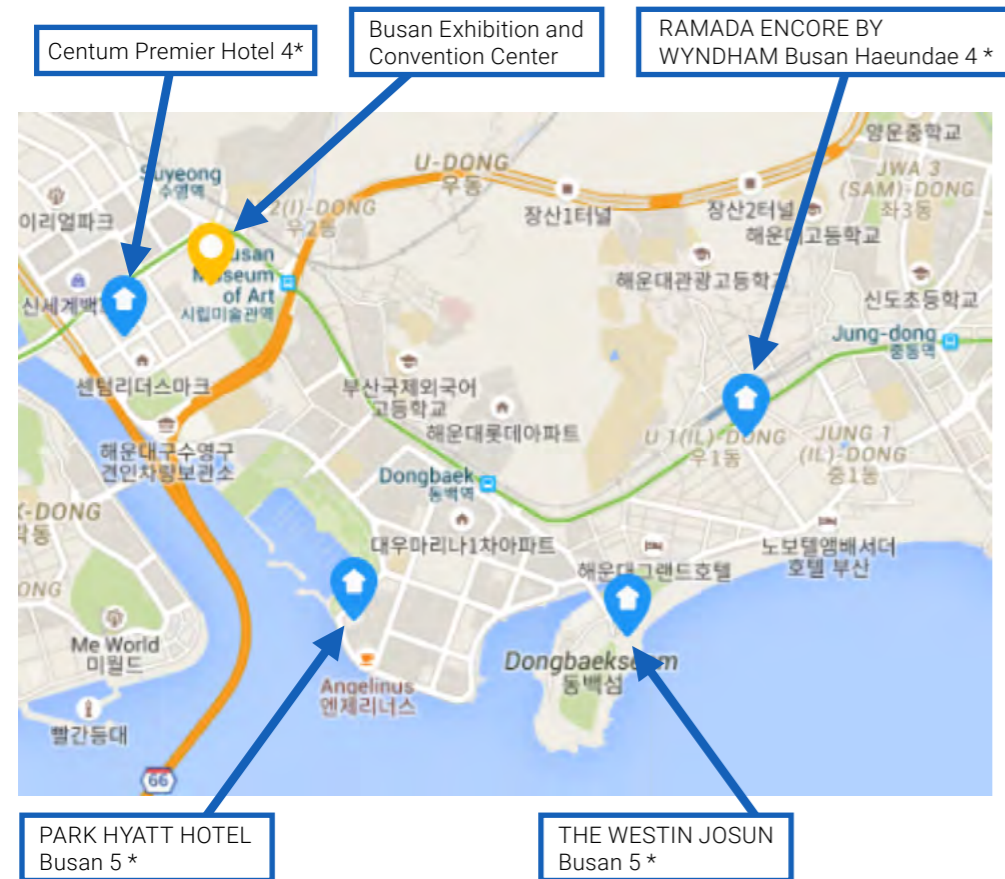 Centum Premier Hotel 4*
Busan Exhibition and
Convention Center
RAMADA ENCORE BY
WYNDHAM Busan Haeundae 4 *
양운중학교
U-DONG
우동
JWA 3
(SAM)-DONG
좌3동
Suyeong
수영역
이리얼파크
2(I)-DONG
우2동
장산1터널
장산2터널
해운대고등학교
Busan
Museum
of Art
시립미술관역
해운대관광고등학교
신도초등학교
신세계백
Jung-dong
중동역
센텀리더스마크
부산국제외국어
고등학교
해운대롯데아파트
U 1(IL)-DONG
우1동
JUNG 1
(IL)-DONG
중1동
해운대구수영구
견인차량보관소
Dongbaek
동백역
K-DONG
락동
대우마리나1차아파트
해운대그랜드호텔
노보텔앰배서더
호텔 부산
ONG
Me World
미월드
Dongbaekseom
동백섬
Angelinus
엔제리너스
빨간등대
66
PARK HYATT HOTEL
Busan 5 *
THE WESTIN JOSUN
Busan 5 *